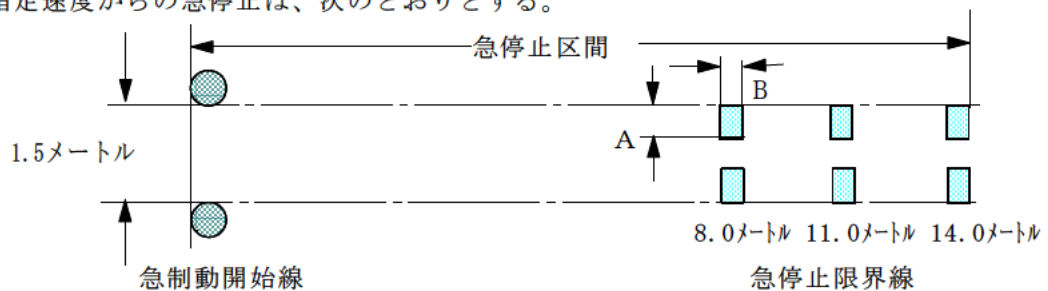 指定速度からの急停止は、次のとおりとする。
急停止区間
B
A
1.5メートル
8.0メートル 11.0メートル 14.0メートル
急制動開始線 急停止限界線